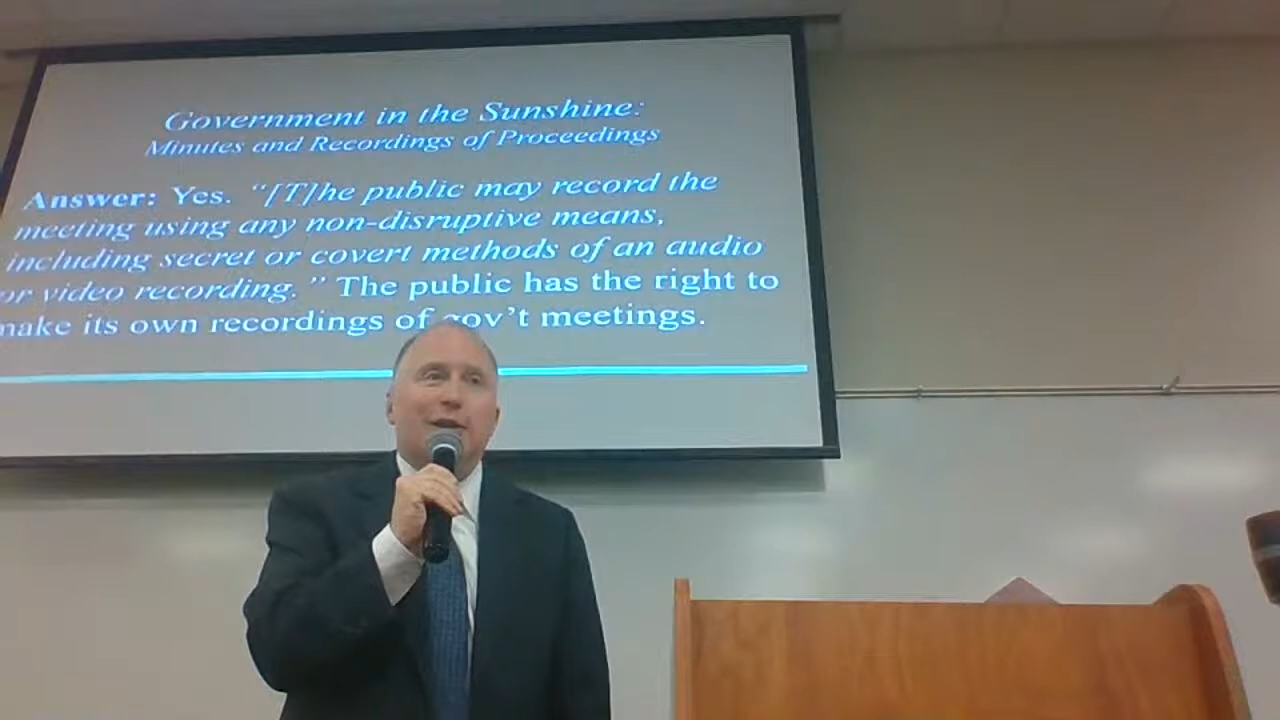 Government in the Sunshine:
Minutes and Recordings of Proceedings
Answer: Yes. “[T]he public may record the
meeting using any non-disruptive means,
including secret or covert methods of an audio
or video recording.” The public has the right to
make its own recordings of gov’t meetings.